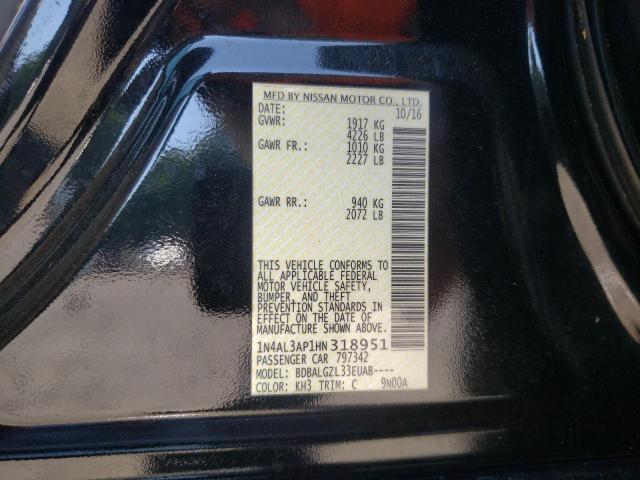 MFD BY NISSAN MOTOR CO., LTD.
DATE: 10/16
GVWR: 1917 KG
4226 LB
GAWR FR.: 1010 KG
2227 LB
GAWR RR.: 940 KG
2072 LB
THIS VEHICLE CONFORMS TO
ALL APPLICABLE FEDERAL
MOTOR VEHICLE SAFETY,
BUMPER, AND THEFT
PREVENTION STANDARDS IN
EFFECT ON THE DATE OF
MANUFACTURE SHOWN ABOVE.
1N4AL3AP1HN318951
PASSENGER CAR 797342
MODEL: BDBALGZL33EUAB----
COLOR: KH3 TRIM: C 9N00A